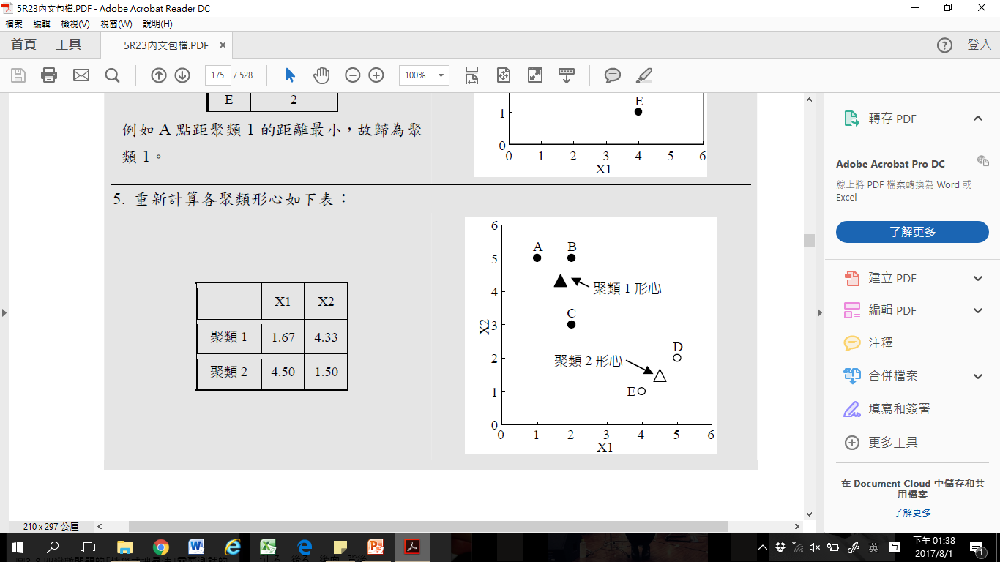 5R23內文包檔.PDF - Adobe Acrobat Reader DC
檔案 編輯 檢視(V) 視窗(W) 說明(H)
首頁 工具 5R23內文包檔.PDF × 登入
175 / 528 100%
E 2
例如 A 點距聚類 1 的距離最小，故歸為聚
類 1。
E
1
0
0 1 2 3 4 5 6
X1
5. 重新計算各聚類形心如下表：
X1 X2
聚類 1 1.67 4.33
聚類 2 4.50 1.50
6
A B
5
聚類 1 形心
4
C
X2
3
D
2
聚類 2 形心
1
E
0
0 1 2 3 4 5 6
X1
轉存 PDF
Adobe Acrobat Pro DC
線上將 PDF 檔案轉換為 Word 或
Excel
了解更多
建立 PDF
編輯 PDF
注釋
合併檔案
填寫和簽署
更多工具
在 Document Cloud 中儲存和共
用檔案
了解更多
210 x 297 公厘
英
下午 01:38
2017/8/1
1